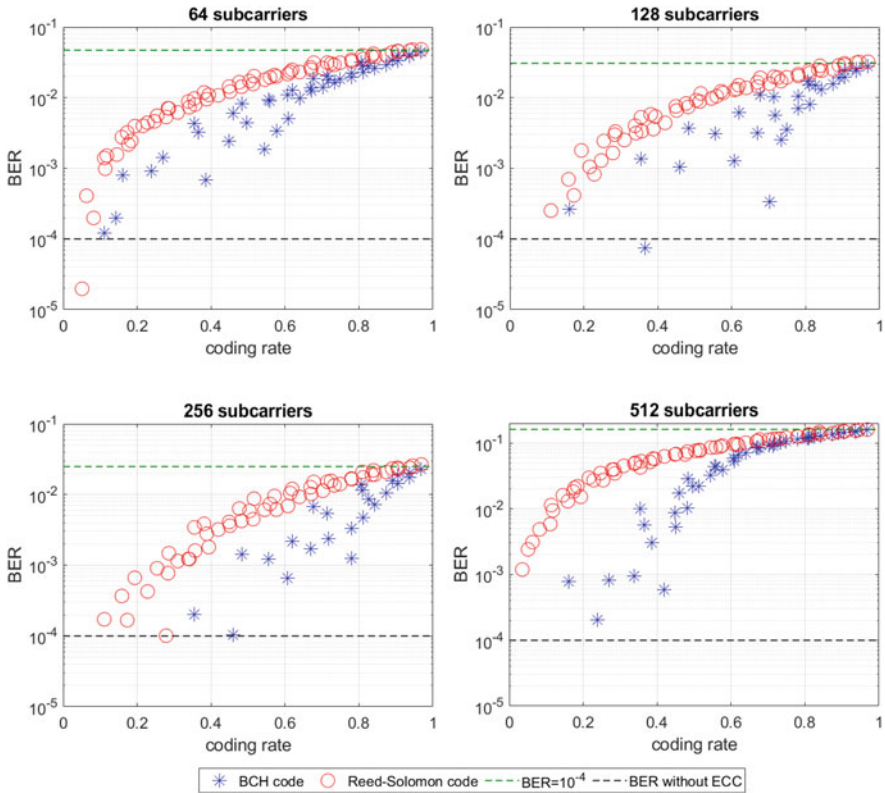 64 subcarriers
128 subcarriers
10^-1
10^-2
10^-3
10^-4
10^-5
BER
0 0.2 0.4 0.6 0.8 1
coding rate
10^-1
10^-2
10^-3
10^-4
10^-5
BER
0 0.2 0.4 0.6 0.8 1
coding rate
256 subcarriers
512 subcarriers
10^-1
10^-2
10^-3
10^-4
10^-5
BER
0 0.2 0.4 0.6 0.8 1
coding rate
10^-1
10^-2
10^-3
10^-4
10^-5
BER
0 0.2 0.4 0.6 0.8 1
coding rate
BCH code Reed-Solomon code BER=10^-4 BER without ECC